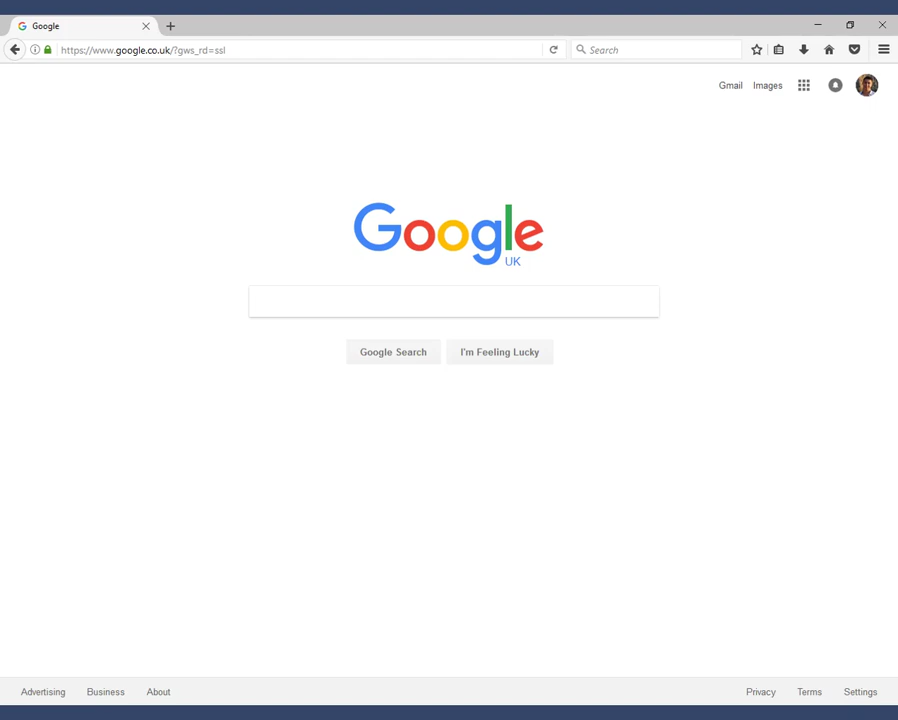 Google
https://www.google.co.uk/?gws_rd=ssl
Search
Gmail Images
Google
UK
Google Search I'm Feeling Lucky
Advertising Business About Privacy Terms Settings